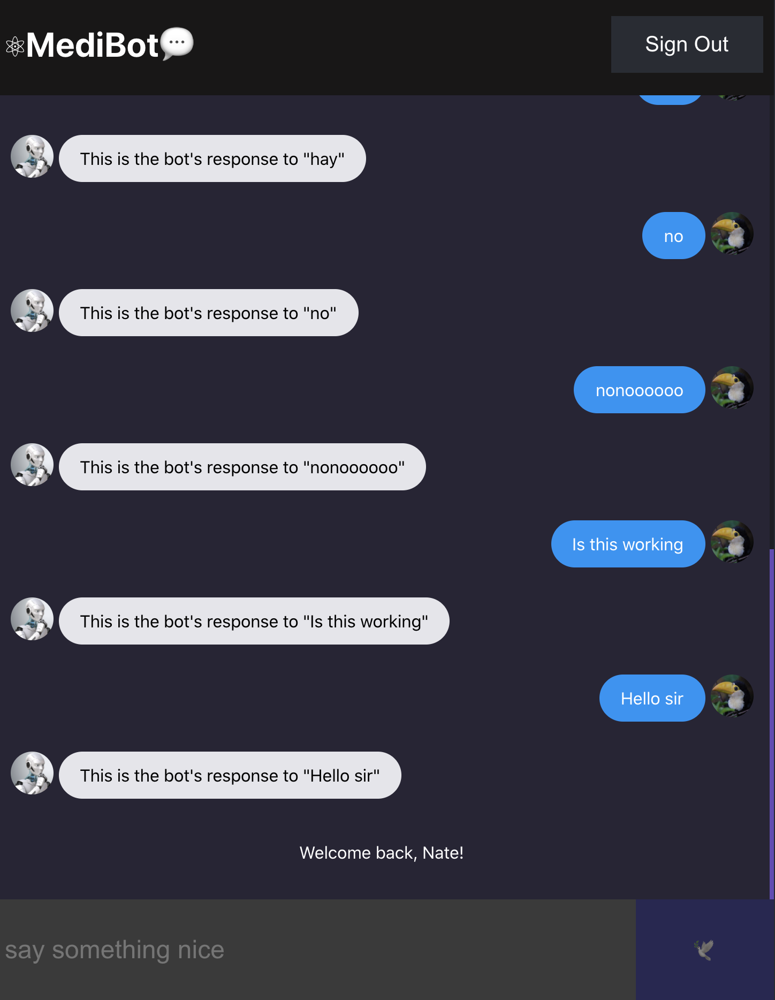 ⚛MediBot💬
Sign Out
This is the bot's response to "hay"
no
This is the bot's response to "no"
nonoooooo
This is the bot's response to "nonoooooo"
Is this working
This is the bot's response to "Is this working"
Hello sir
This is the bot's response to "Hello sir"
Welcome back, Nate!
say something nice
🕊